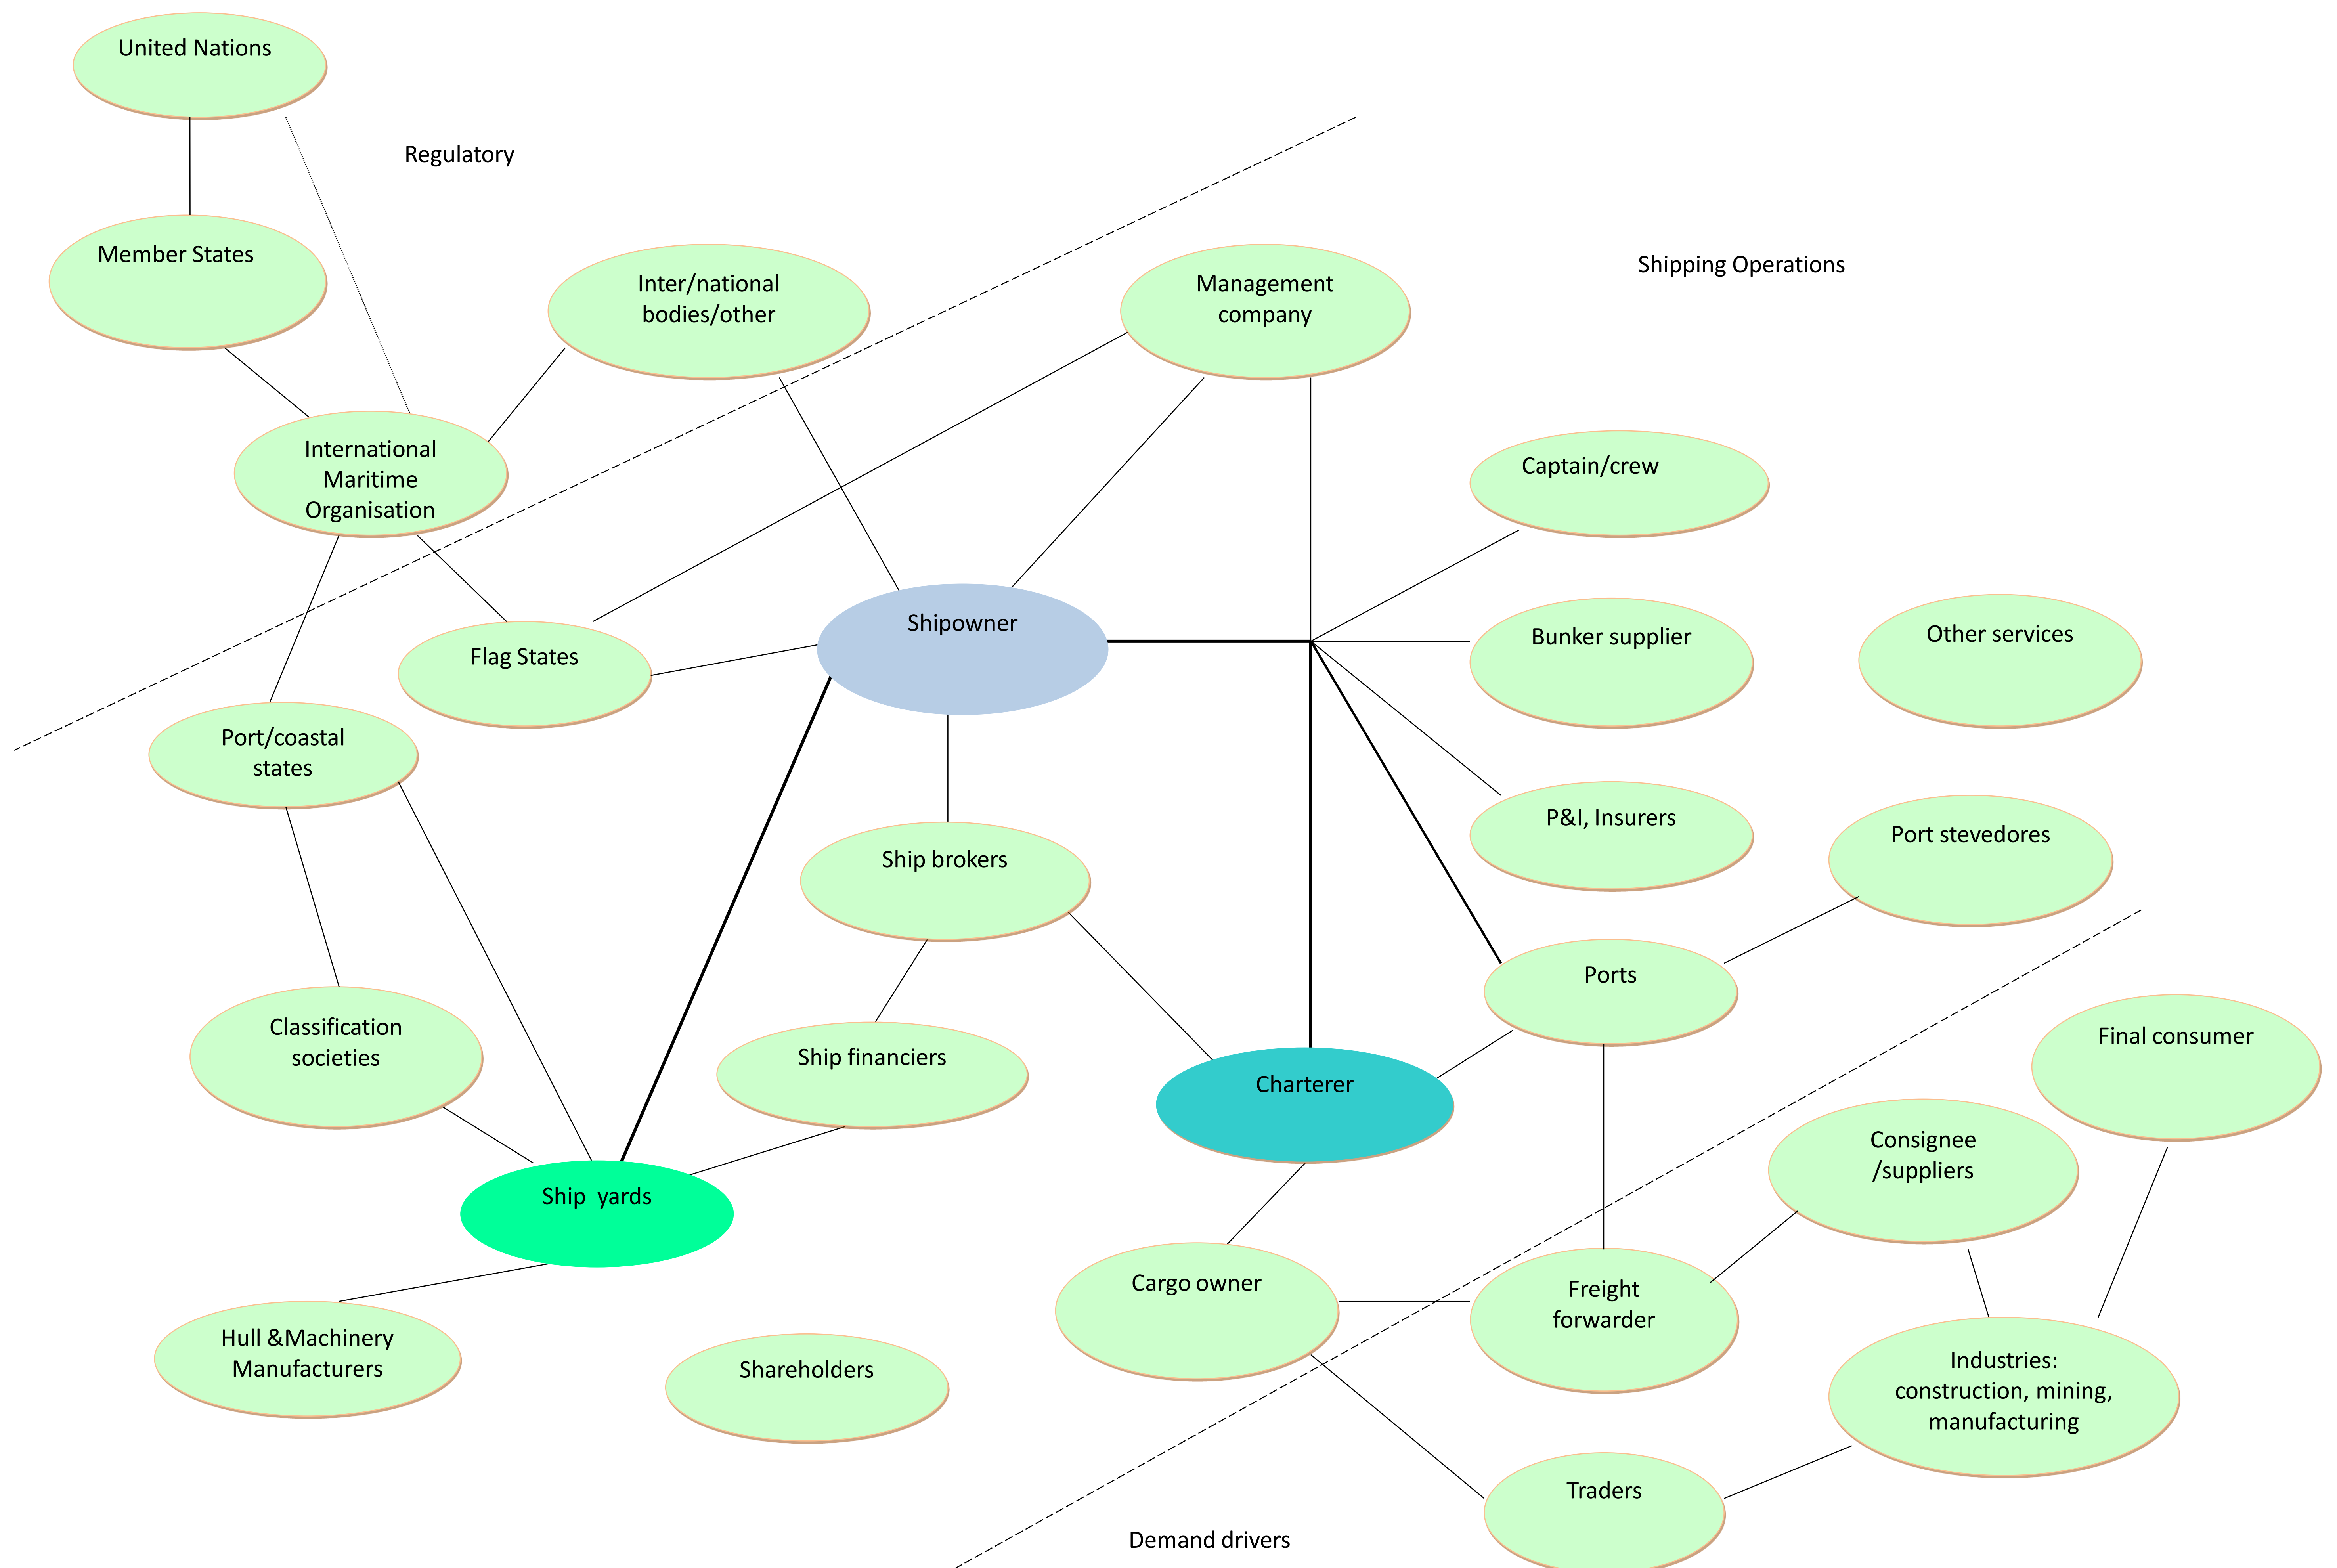 United Nations
Regulatory
Member States
Inter/national
bodies/other
Management
company
Shipping Operations
International
Maritime
Organisation
Captain/crew
Shipowner
Flag States
Bunker supplier
Other services
Port/coastal
states
P&I, Insurers
Port stevedores
Ship brokers
Ports
Classification
societies
Ship financiers
Charterer
Final consumer
Consignee
/suppliers
Ship  yards
Cargo owner
Freight
forwarder
Hull &Machinery
Manufacturers
Shareholders
Industries:
construction, mining,
manufacturing
Traders
Demand drivers